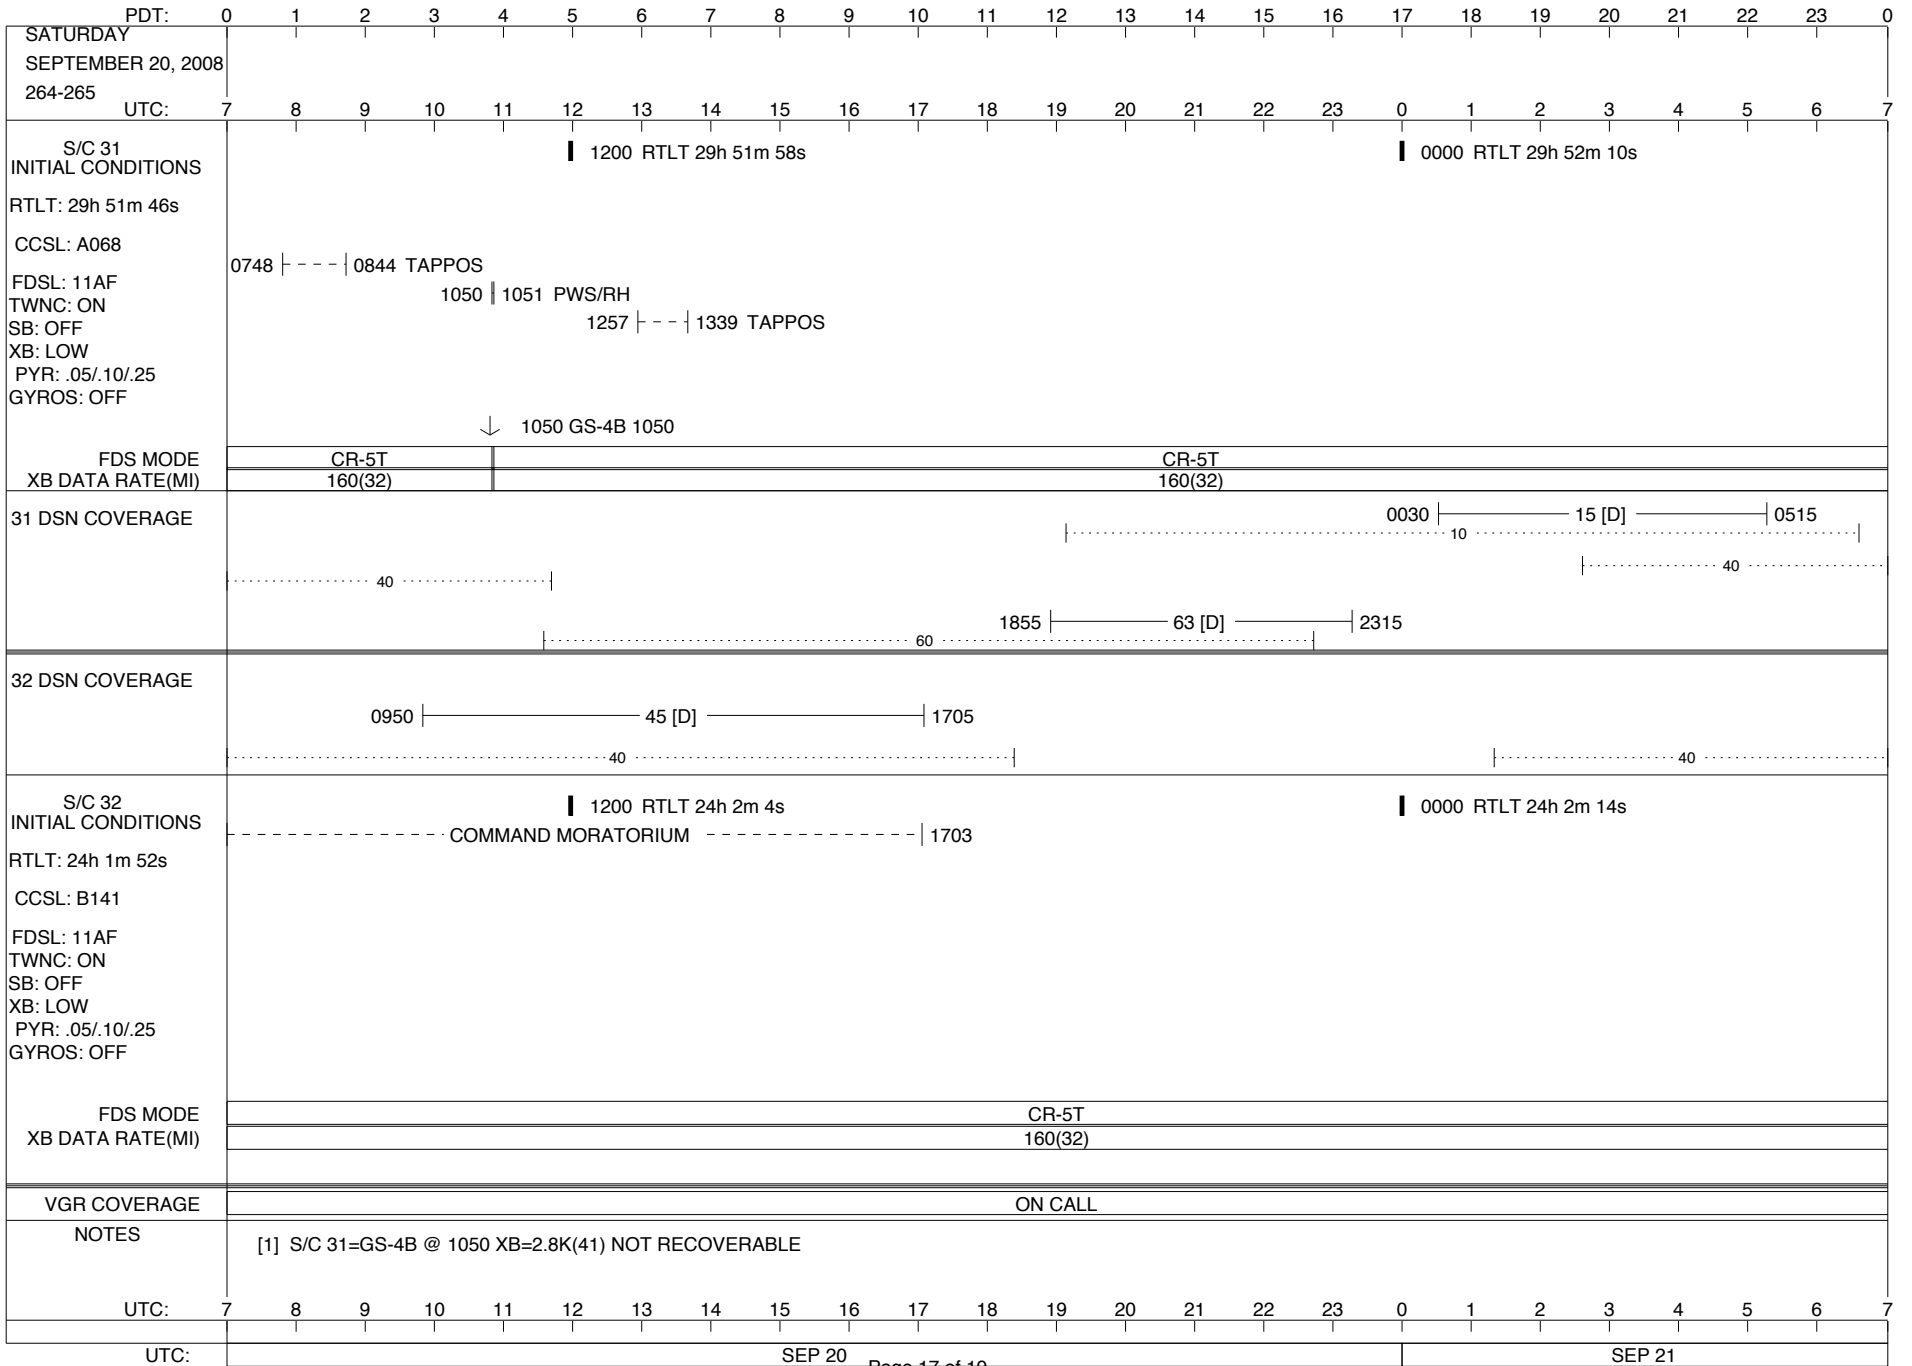 PDT: 0 1 2 3 4 5 6 7 8 9 10 11 12 13 14 15 16 17 18 19 20 21 22 23 0
SATURDAY
SEPTEMBER 20, 2008
264-265
UTC: 7 8 9 10 11 12 13 14 15 16 17 18 19 20 21 22 23 0 1 2 3 4 5 6 7
S/C 31
INITIAL CONDITIONS
1200 RTLT 29h 51m 58s
0000 RTLT 29h 52m 10s
RTLT: 29h 51m 46s
CCSL: A068
0748 0844 TAPPOS
FDSL: 11AF
1050 1051 PWS/RH
TWNC: ON
SB: OFF
1257 1339 TAPPOS
XB: LOW
PYR: .05/.10/.25
GYROS: OFF
1050 GS-4B 1050
FDS MODE CR-5T CR-5T
XB DATA RATE(MI) 160(32) 160(32)
31 DSN COVERAGE
0030 15 [D] 0515
10
40
40
1855 63 [D] 2315
60
32 DSN COVERAGE
0950 45 [D] 1705
40 40
S/C 32
INITIAL CONDITIONS
1200 RTLT 24h 2m 4s
0000 RTLT 24h 2m 14s
COMMAND MORATORIUM 1703
RTLT: 24h 1m 52s
CCSL: B141
FDSL: 11AF
TWNC: ON
SB: OFF
XB: LOW
PYR: .05/.10/.25
GYROS: OFF
FDS MODE CR-5T
XB DATA RATE(MI) 160(32)
VGR COVERAGE ON CALL
NOTES
[1] S/C 31=GS-4B @ 1050 XB=2.8K(41) NOT RECOVERABLE
UTC: 7 8 9 10 11 12 13 14 15 16 17 18 19 20 21 22 23 0 1 2 3 4 5 6 7
UTC: SEP 20 SEP 21
Page 17 of 19